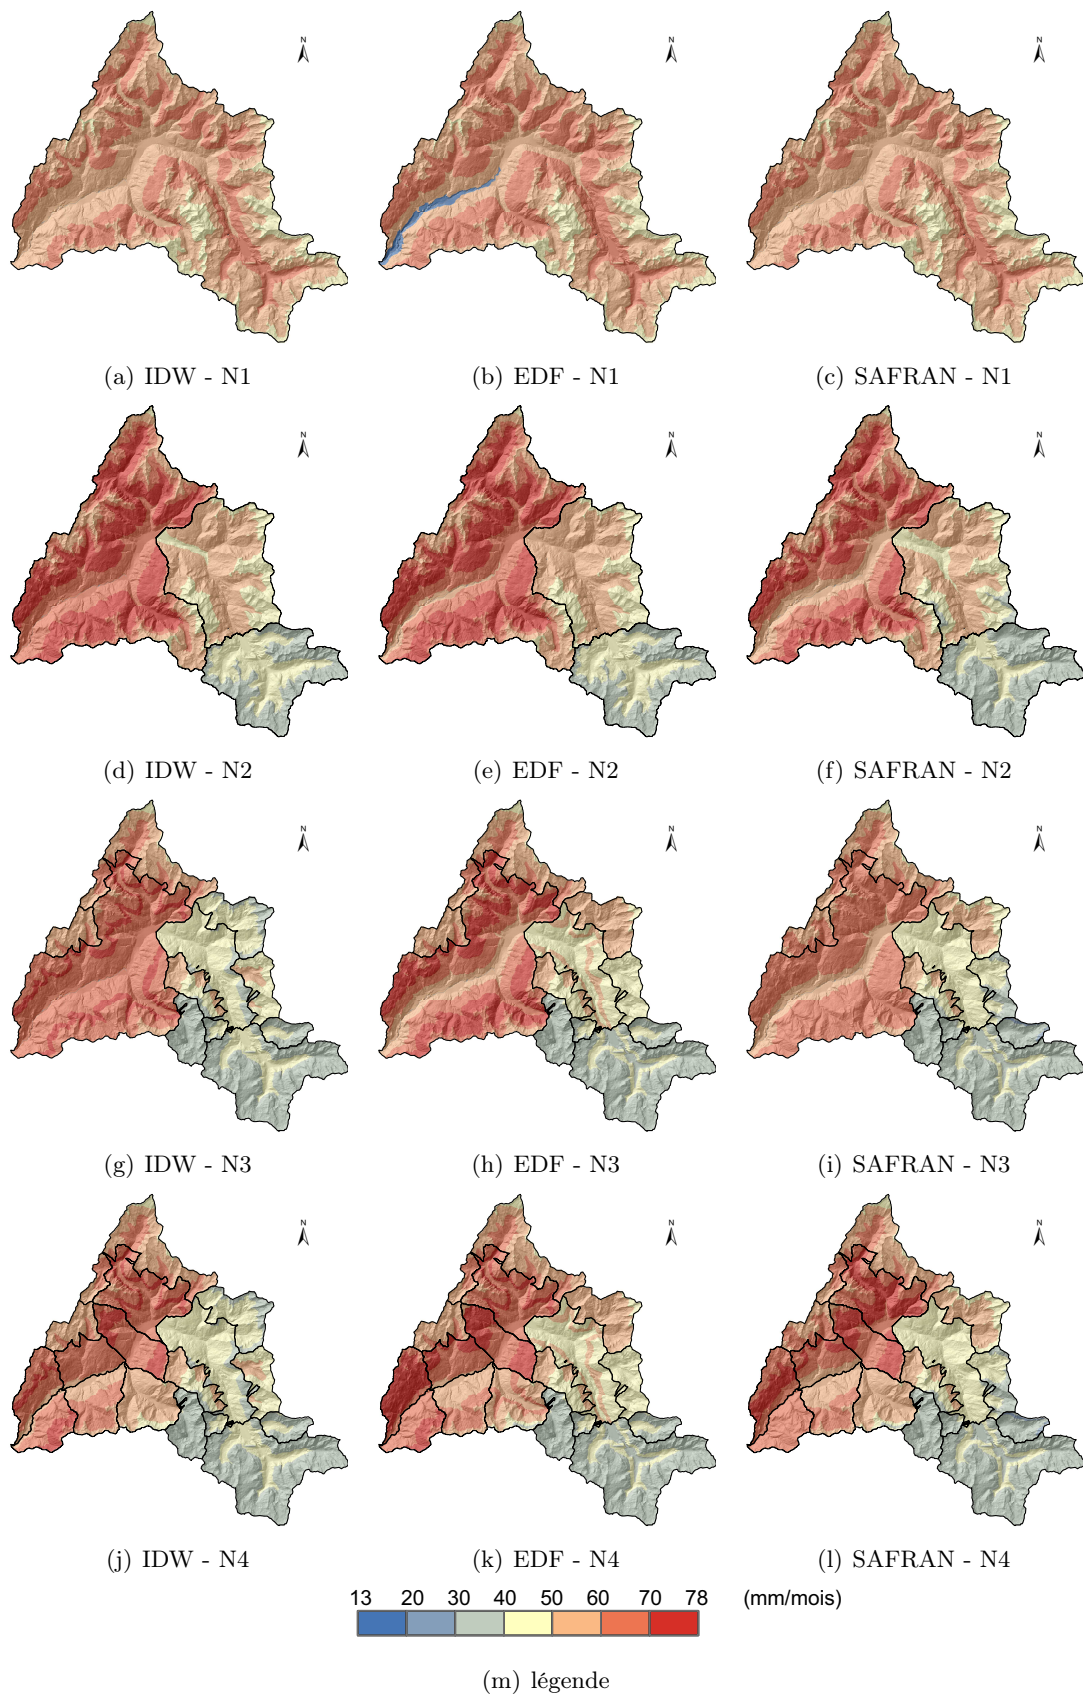 N
N
N
(a) IDW - N1
(b) EDF - N1
(c) SAFRAN - N1
N
N
N
(d) IDW - N2
(e) EDF - N2
(f) SAFRAN - N2
N
N
N
(g) IDW - N3
(h) EDF - N3
(i) SAFRAN - N3
N
N
N
(j) IDW - N4
(k) EDF - N4
(l) SAFRAN - N4
13 20 30 40 50 60 70 78 (mm/mois)
(m) légende